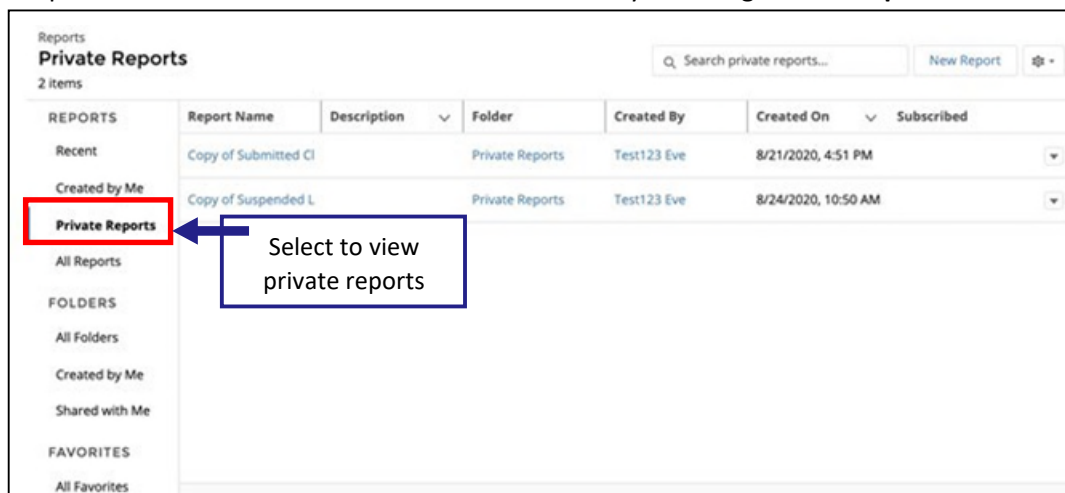 Reports
Private Reports
2 items
Search private reports...
New Report
REPORTS
Report Name Description Folder Created By Created On Subscribed
Recent
Copy of Submitted Cl Private Reports Test123 Eve 8/21/2020, 4:51 PM
Created by Me
Copy of Suspended L Private Reports Test123 Eve 8/24/2020, 10:50 AM
Private Reports
Select to view
private reports
All Reports
FOLDERS
All Folders
Created by Me
Shared with Me
FAVORITES
All Favorites